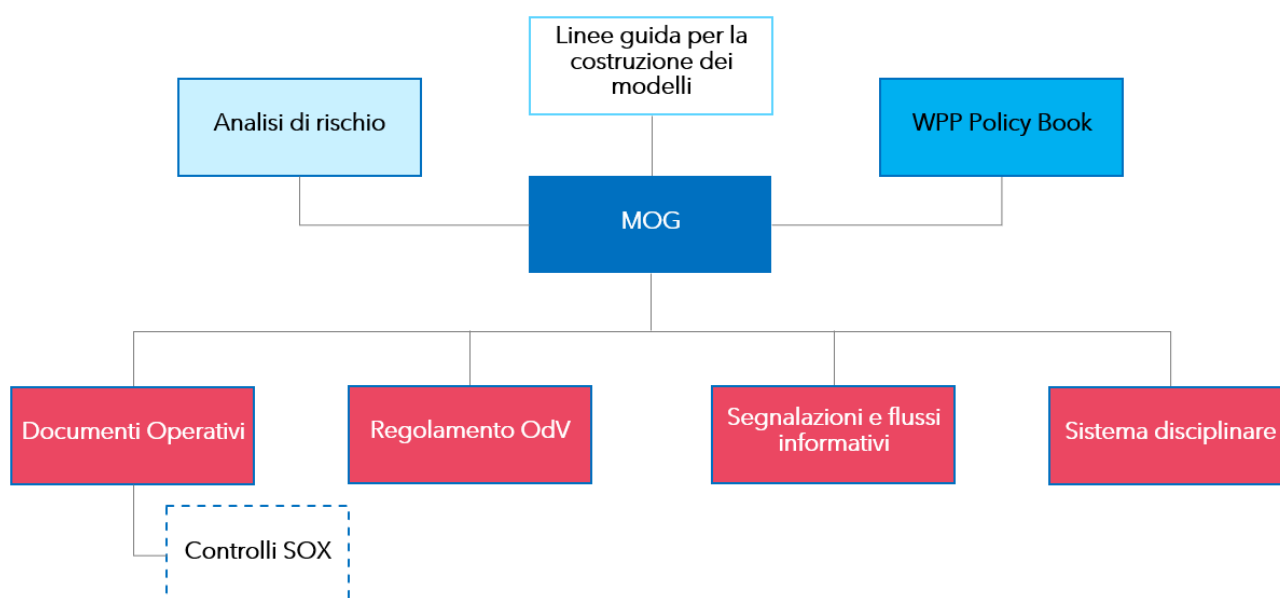 Linee guida per la
costruzione dei
modelli
Analisi di rischio
WPP Policy Book
MOG
Documenti Operativi
Regolamento OdV
Segnalazioni e flussi
informativi
Sistema disciplinare
Controlli SOX